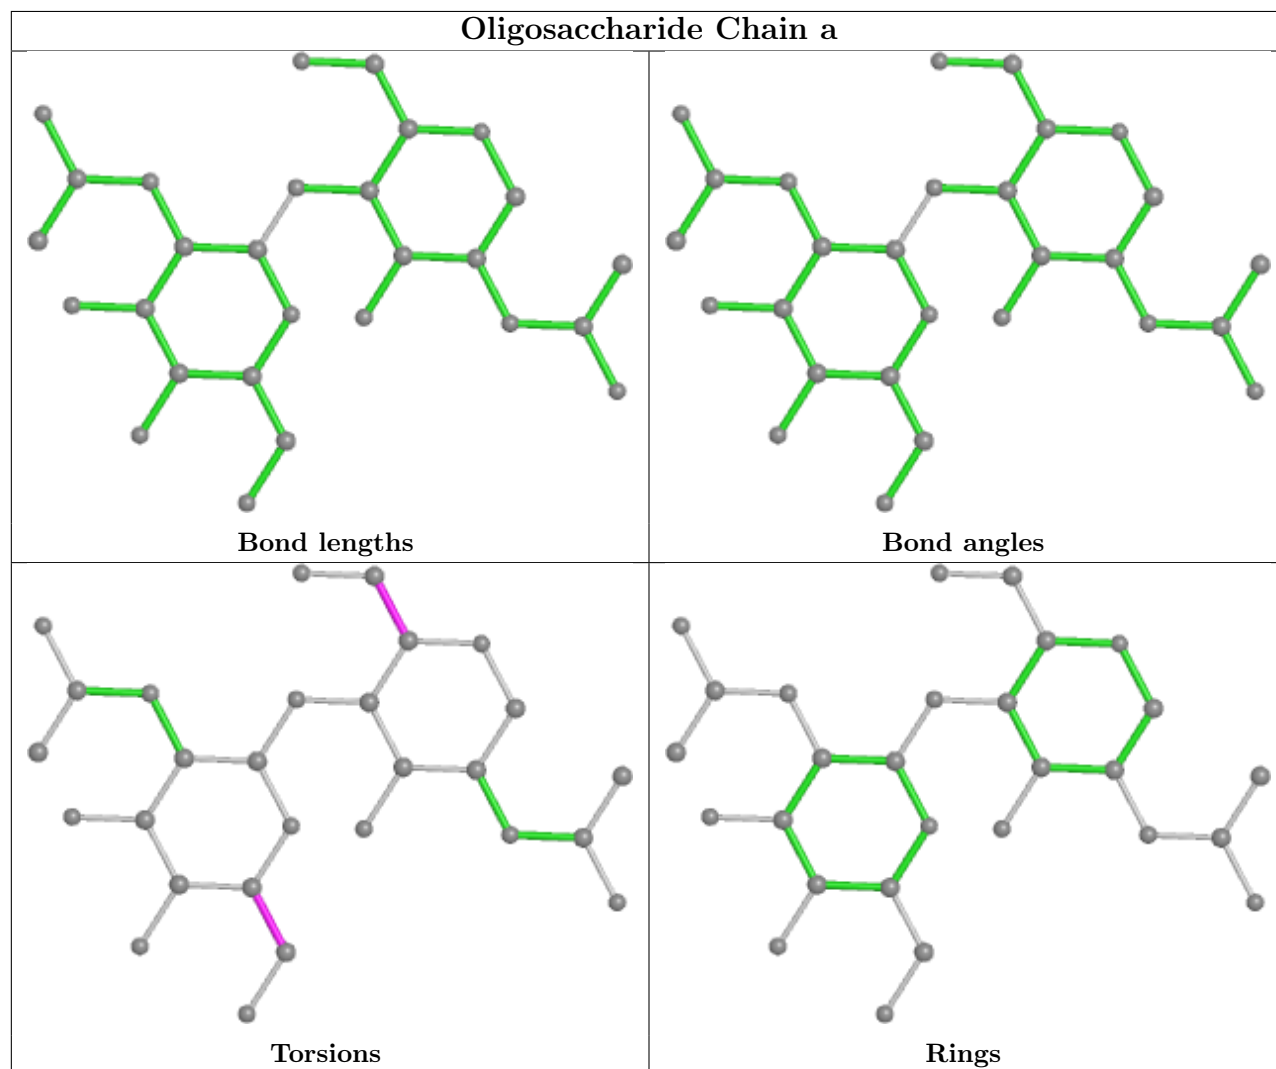 Oligosaccharide Chain a
Bond lengths
Bond angles
Torsions
Rings